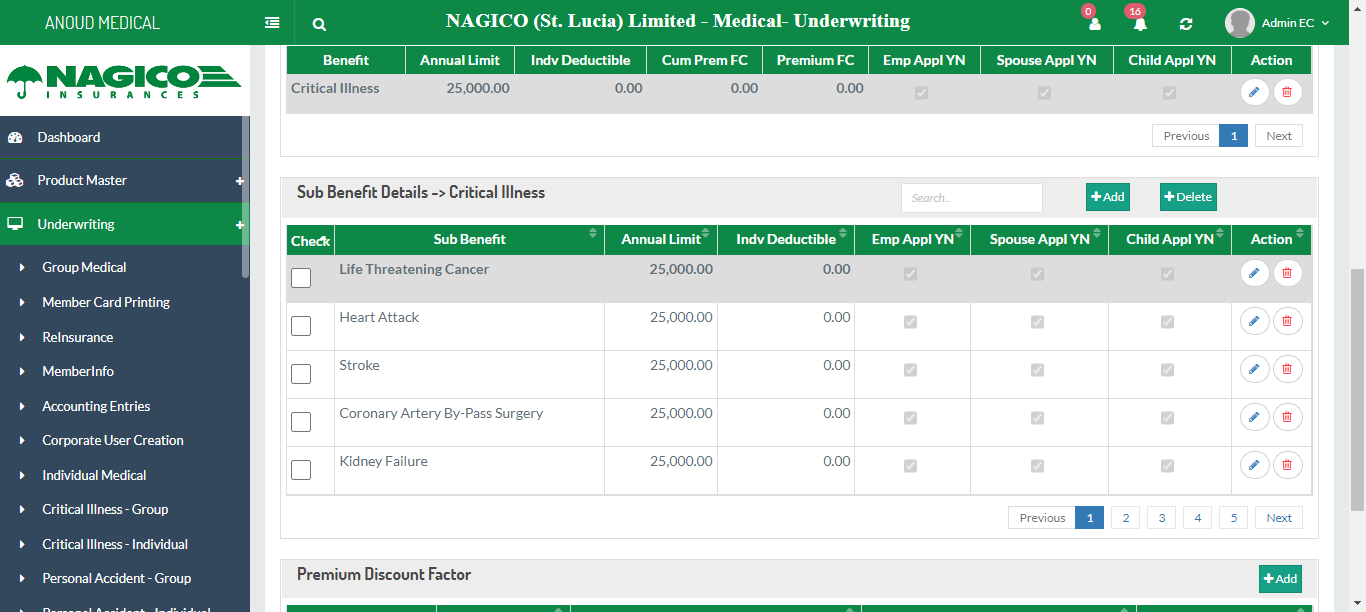 ANOUD MEDICAL
NAGICO (St. Lucia) Limited - Medical- Underwriting
0
16
Admin EC
NAGICO
INSURANCES
Dashboard
Product Master
Underwriting
Group Medical
Member Card Printing
ReInsurance
MemberInfo
Accounting Entries
Corporate User Creation
Individual Medical
Critical Illness - Group
Critical Illness - Individual
Personal Accident - Group
Personal Accident - Individual
Benefit Annual Limit Indv Deductible Cum Prem FC Premium FC Emp Appl YN Spouse Appl YN Child Appl YN Action
Critical Illness 25,000.00 0.00 0.00 0.00
Previous 1 Next
Sub Benefit Details -> Critical Illness Search.. +Add +Delete
Check Sub Benefit Annual Limit Indv Deductible Emp Appl YN Spouse Appl YN Child Appl YN Action
Life Threatening Cancer 25,000.00 0.00
Heart Attack 25,000.00 0.00
Stroke 25,000.00 0.00
Coronary Artery By-Pass Surgery 25,000.00 0.00
Kidney Failure 25,000.00 0.00
Previous 1 2 3 4 5 Next
Premium Discount Factor +Add